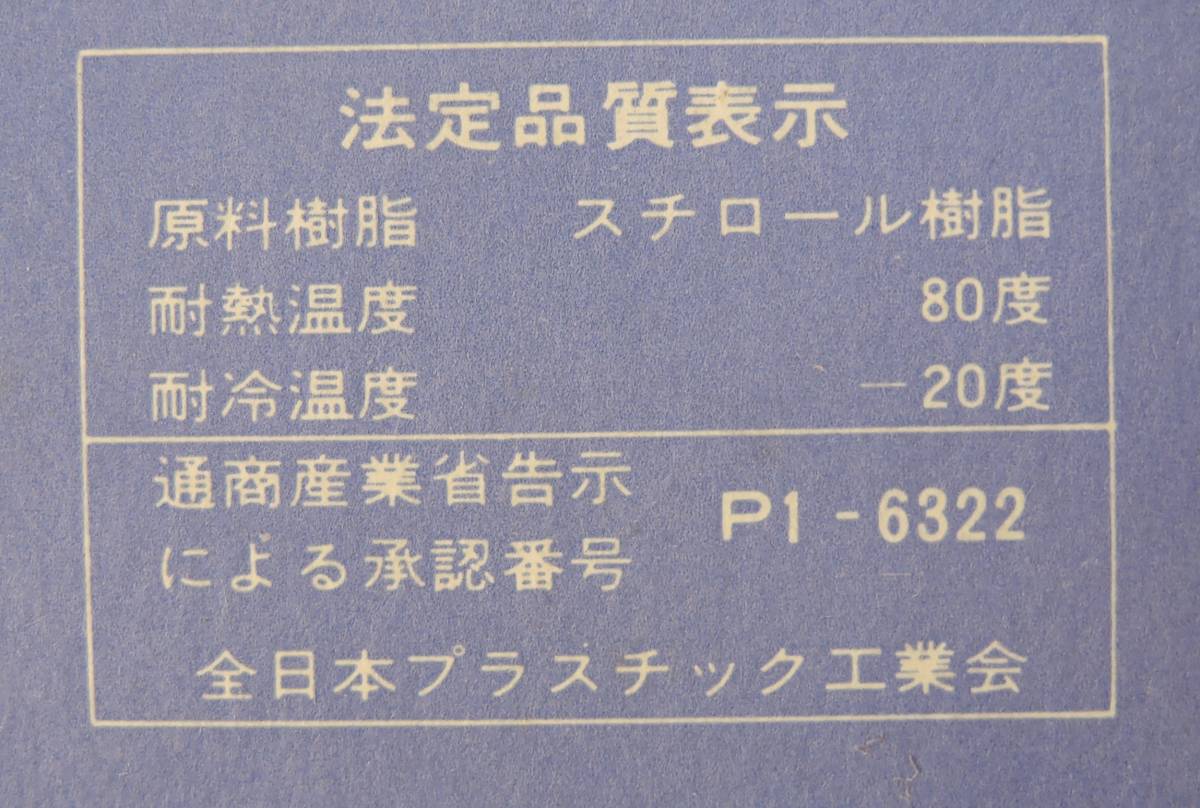 法定品質表示
原料樹脂 スチロール樹脂
耐熱温度 80度
耐冷温度 －20度
通商産業省告示
による承認番号 P1-6322
全日本プラスチック工業会